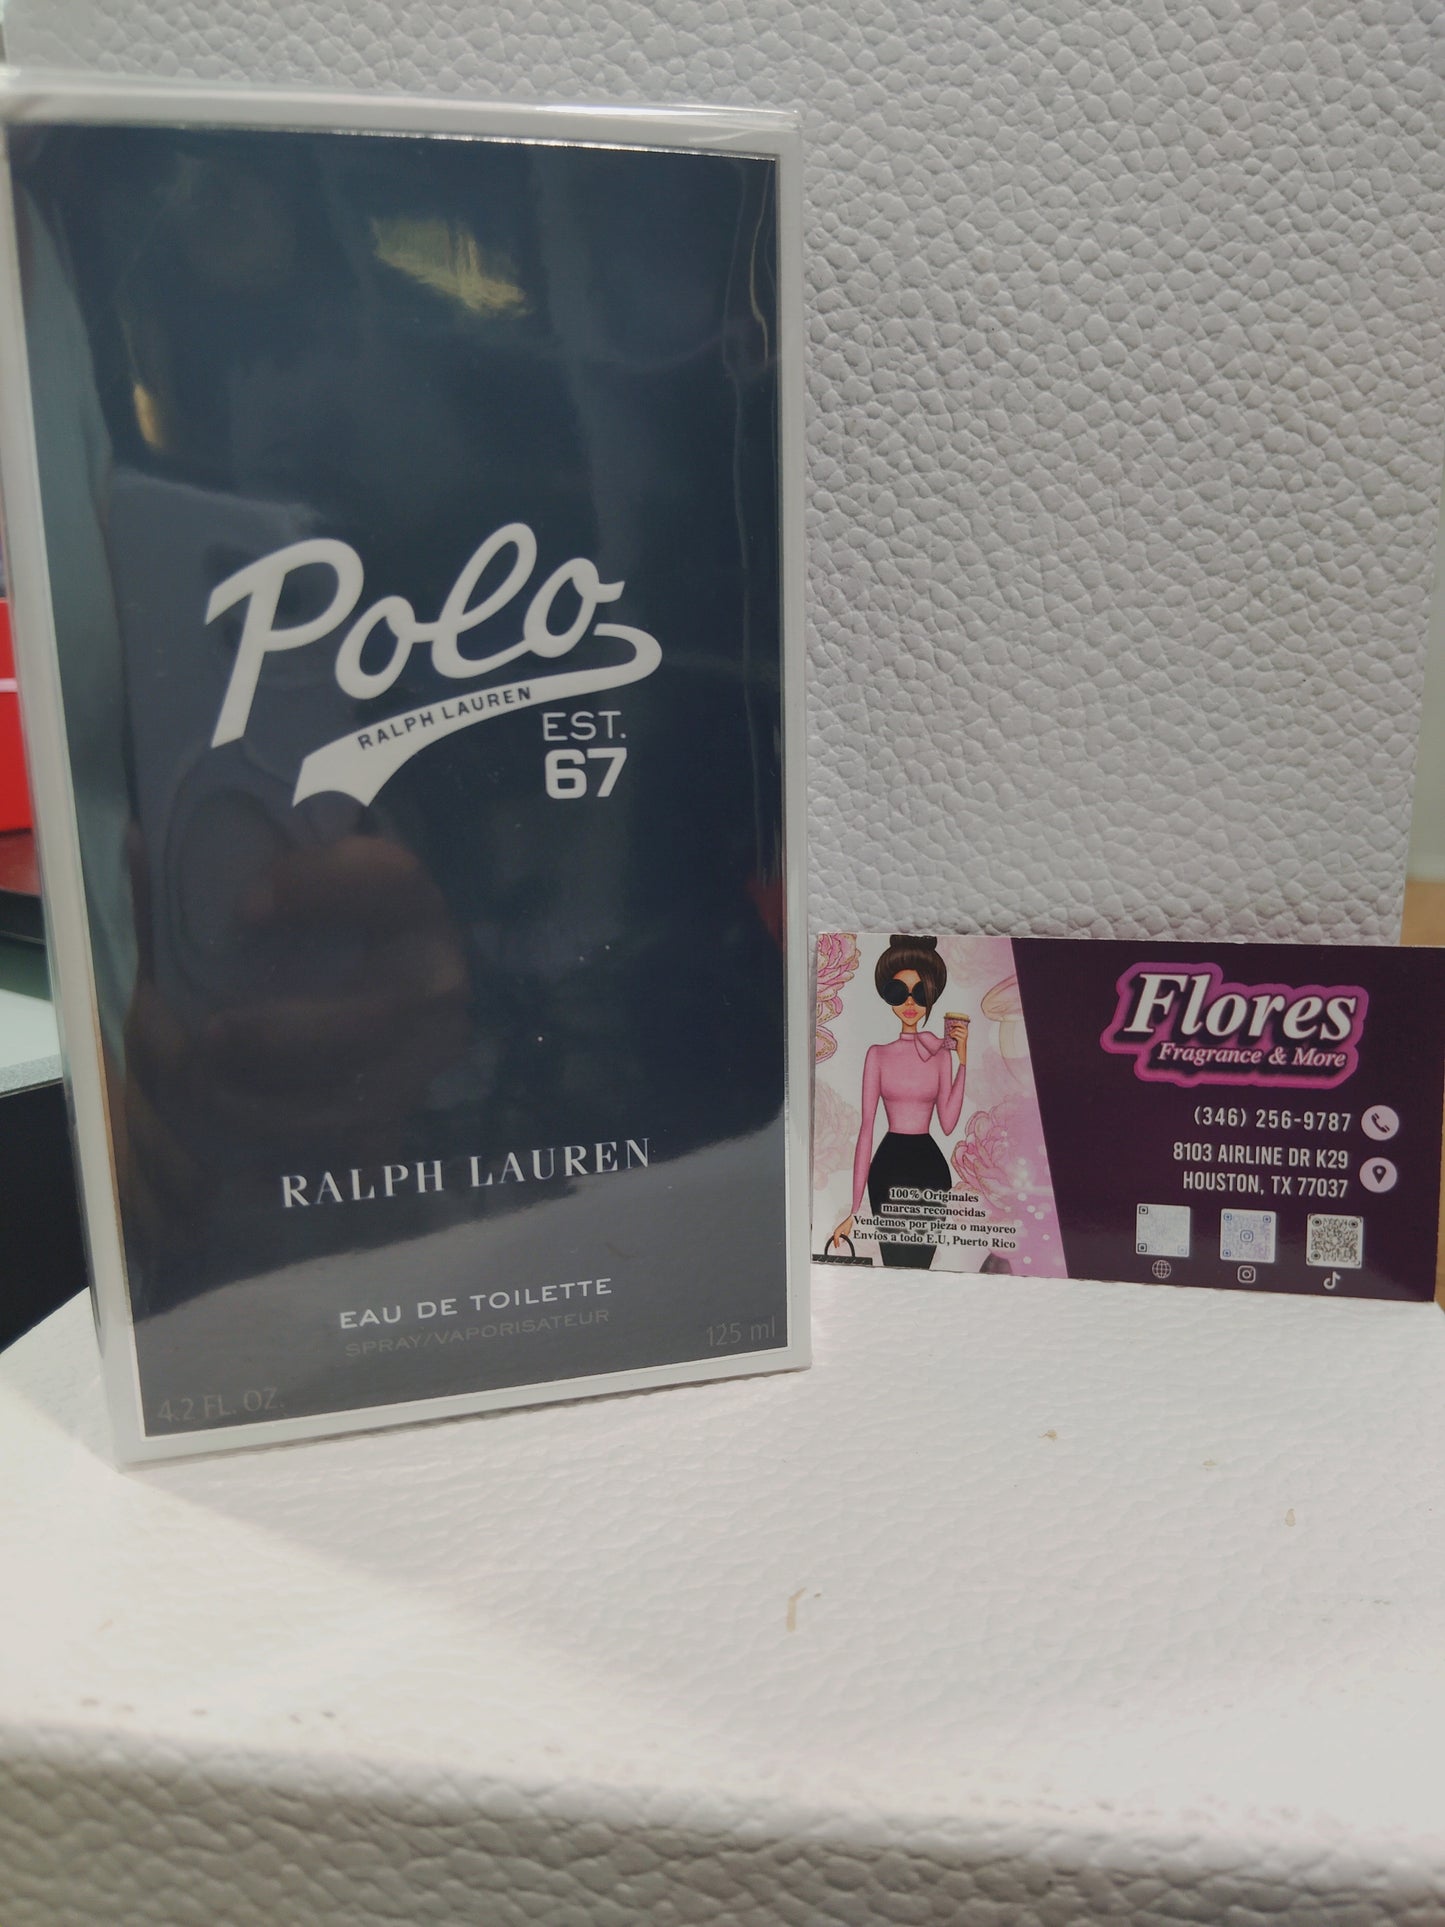 Polo
RALPH LAUREN
EST.
67
RALPH LAUREN
EAU DE TOILETTE
SPRAY/VAPORISATEUR
125 ml
4.2 FL. OZ.
Flores
Fragrance & More
(346) 256-9787
8103 AIRLINE DR K29
HOUSTON, TX 77037
100% Originales
marcas reconocidas
Vendemos por pieza o mayoreo
Envíos a todo E.U, Puerto Rico